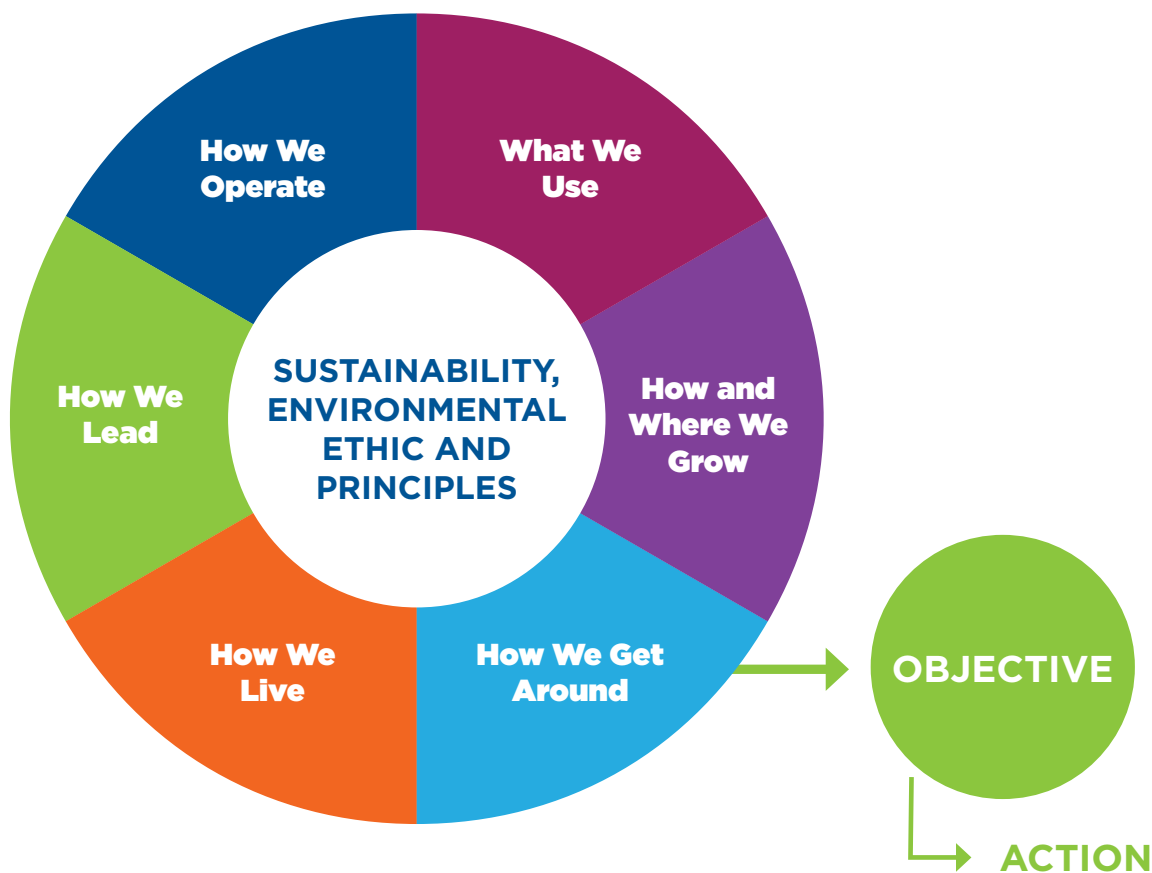 How We
Operate
What We
Use
How and
Where We
Grow
How We Get
Around
How We
Live
How We
Lead
SUSTAINABILITY,
ENVIRONMENTAL
ETHIC AND
PRINCIPLES
OBJECTIVE
ACTION